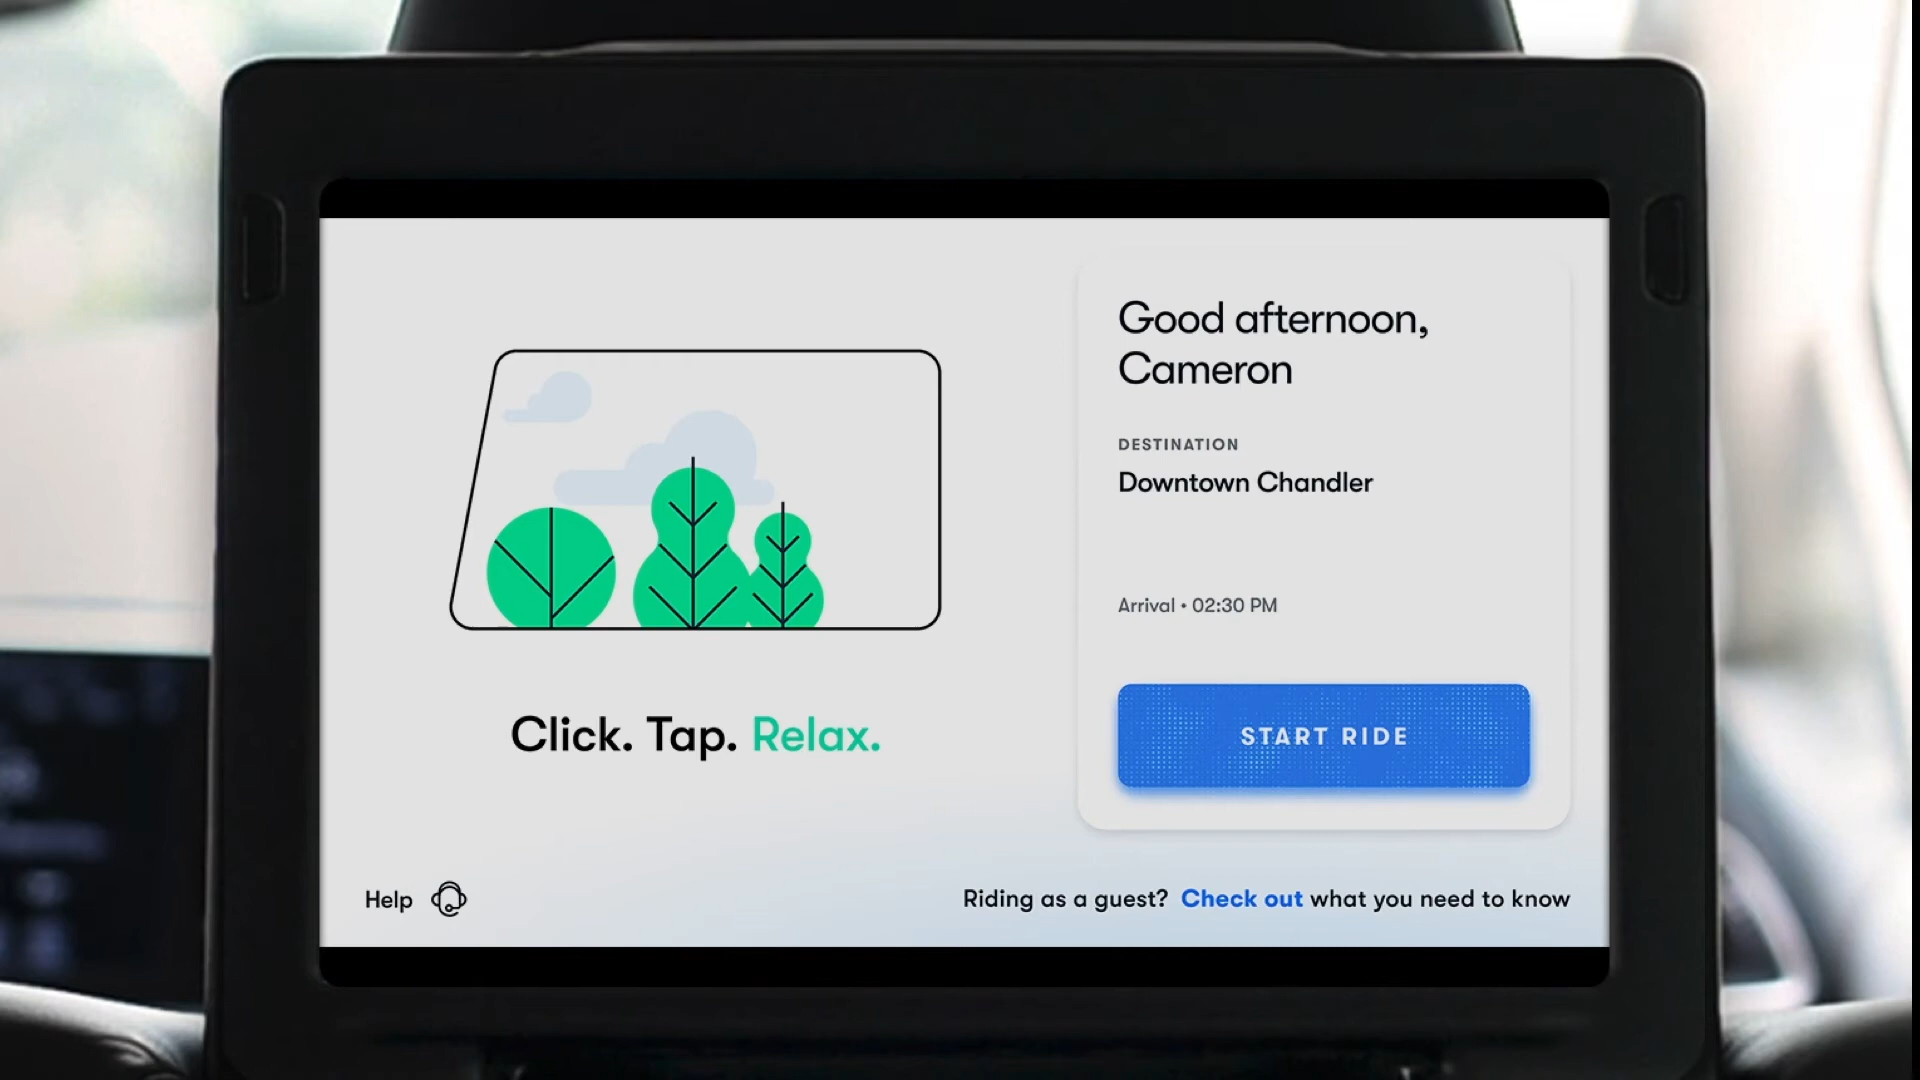 Good afternoon,
Cameron
DESTINATION
Downtown Chandler
Arrival • 02:30 PM
START RIDE
Click. Tap. Relax.
Help
Riding as a guest? Check out what you need to know